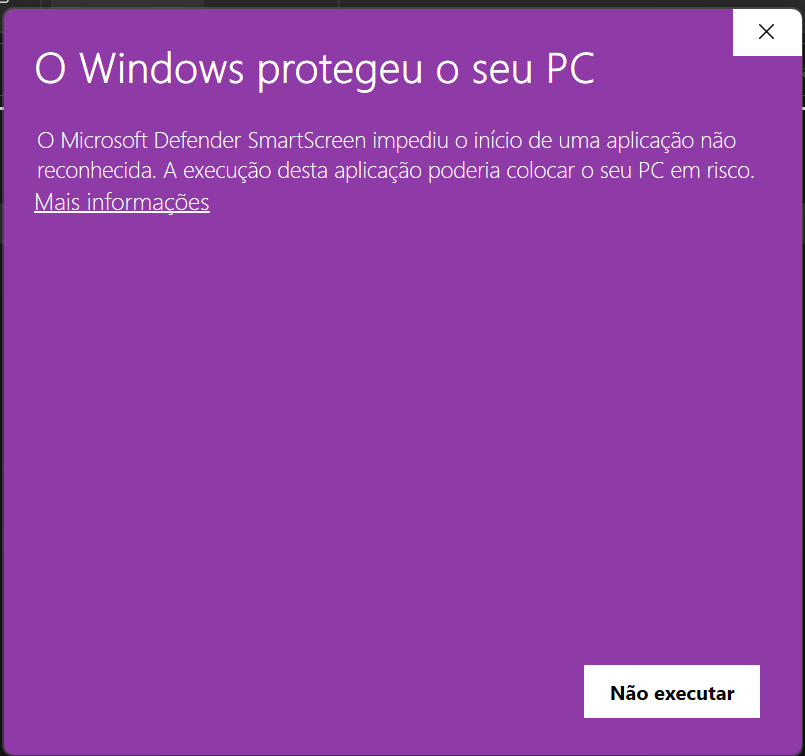 O Windows protegeu o seu PC
O Microsoft Defender SmartScreen impediu o início de uma aplicação não
reconhecida. A execução desta aplicação poderia colocar o seu PC em risco.
Mais informações
Não executar